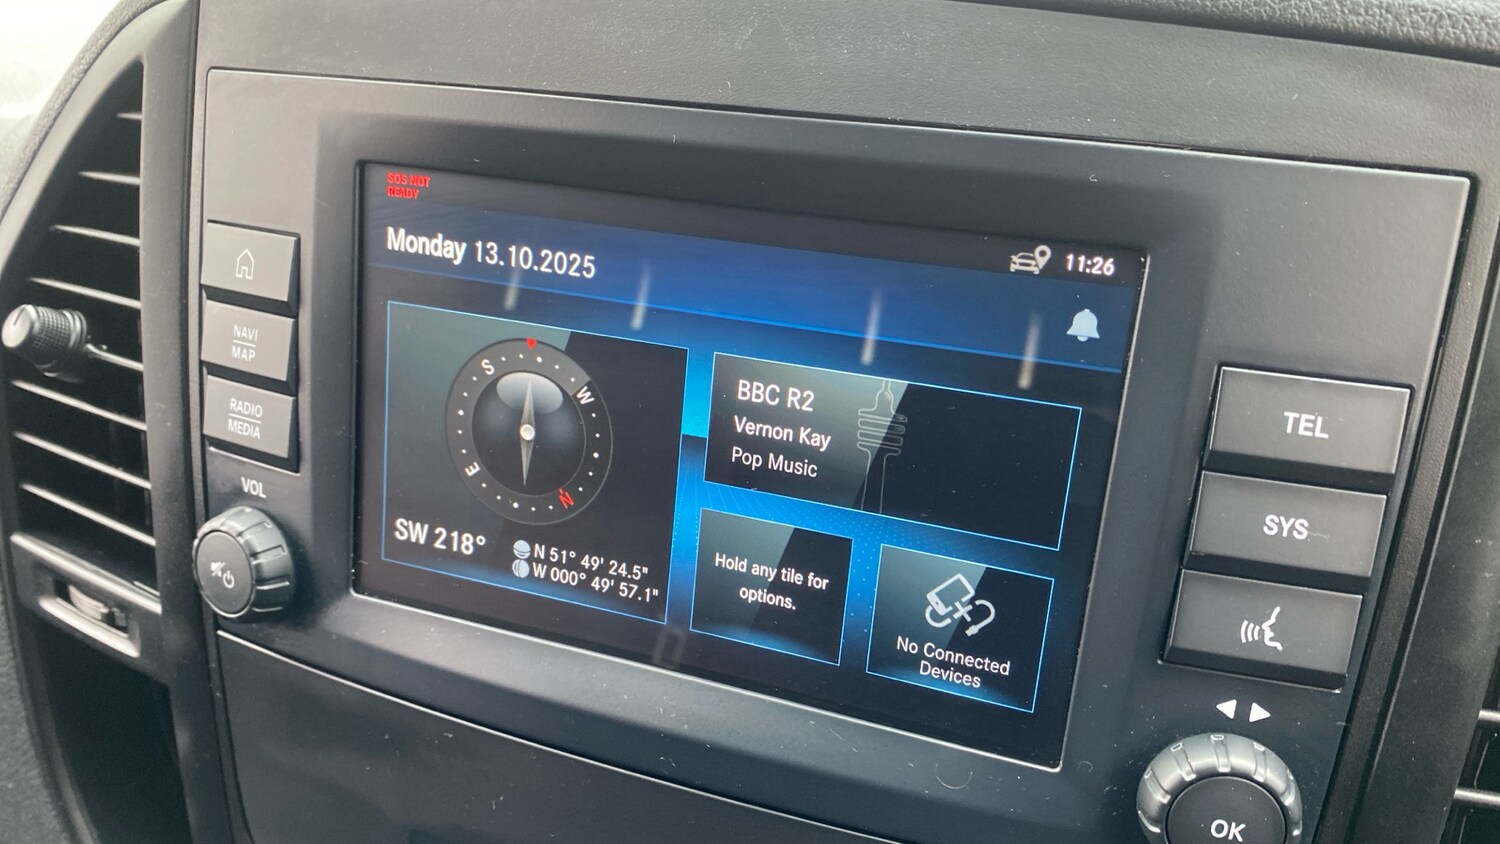 SOS NOT
READY
Monday 13.10.2025
11:26
NAVI
MAP
RADIO
MEDIA
VOL
S
W
E
N
SW 218°
N 51° 49' 24.5"
W 000° 49' 57.1"
BBC R2
Vernon Kay
Pop Music
Hold any tile for
options.
No Connected
Devices
TEL
SYS
OK